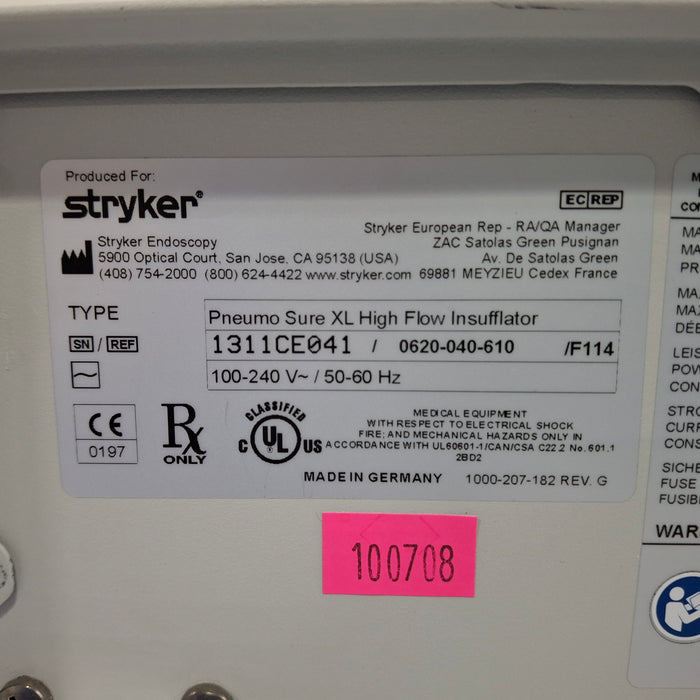 Produced For:
stryker®
EC REP
Stryker European Rep - RA/QA Manager
Stryker Endoscopy
ZAC Satolas Green Pusignan
5900 Optical Court, San Jose, CA 95138 (USA)
Av. De Satolas Green
(408) 754-2000 (800) 624-4422 www.stryker.com
69881 MEYZIEU Cedex France
TYPE
Pneumo Sure XL High Flow Insufflator
SN / REF
1311CE041 / 0620-040-610 /F114
100-240 V~ / 50-60 Hz
CE
0197
Rx
ONLY
CLASSIFIED
C UL US
MEDICAL EQUIPMENT
WITH RESPECT TO ELECTRICAL SHOCK
FIRE; AND MECHANICAL HAZARDS ONLY IN
ACCORDANCE WITH UL60601-1/CAN/CSA C22.2 No. 601.1
2BD2
MADE IN GERMANY
1000-207-182 REV. G
100708
FUSE